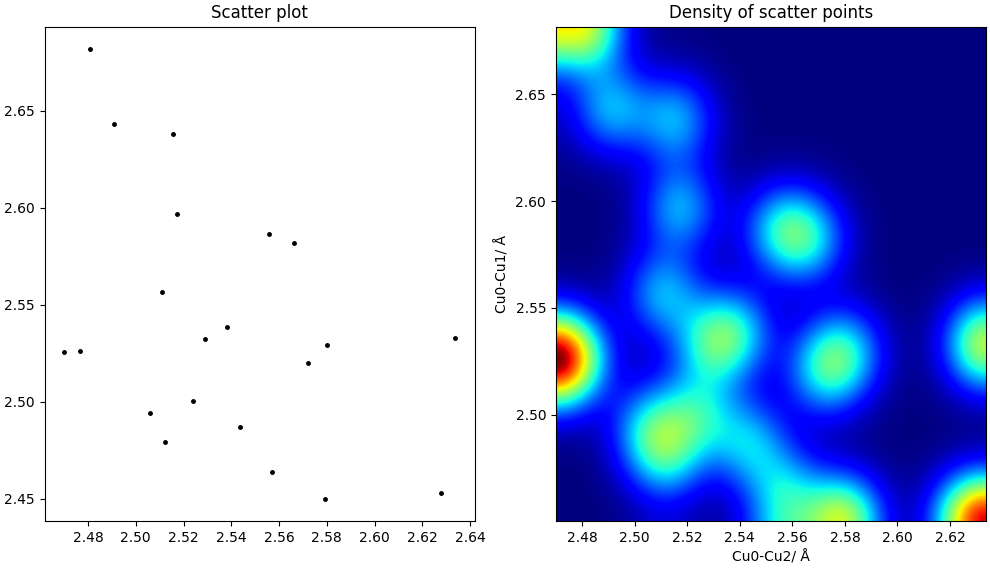 Scatter plot
2.65
2.60
2.55
2.50
2.45
2.48 2.50 2.52 2.54 2.56 2.58 2.60 2.62 2.64
Density of scatter points
Cu0-Cu1/ Å
2.65
2.60
2.55
2.50
2.48 2.50 2.52 2.54 2.56 2.58 2.60 2.62
Cu0-Cu2/ Å